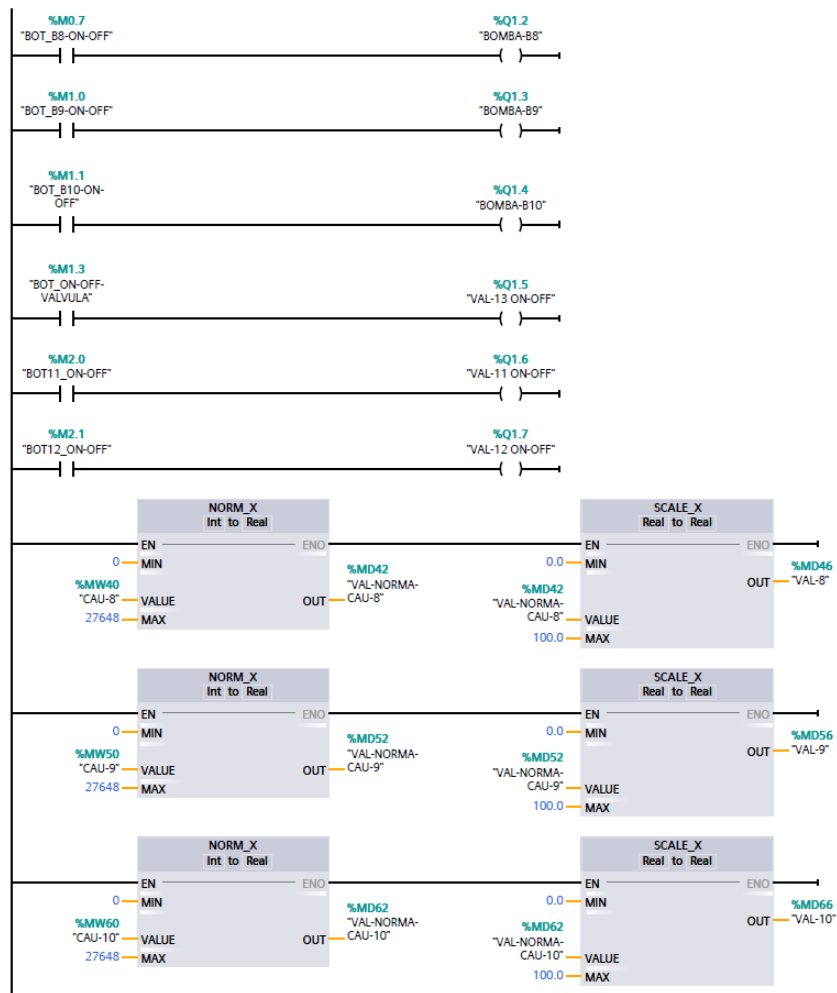 %M0.7 %Q1.2
"BOT_B8-ON-OFF" "BOMBA-B8"
%M1.0 %Q1.3
"BOT_B9-ON-OFF" "BOMBA-B9"
%M1.1
"BOT_B10-ON- %Q1.4
OFF" "BOMBA-B10"
%M1.3
"BOT_ON-OFF- %Q1.5
VALVULA" "VAL-13 ON-OFF"
%M2.0 %Q1.6
"BOT11_ON-OFF" "VAL-11 ON-OFF"
%M2.1 %Q1.7
"BOT12_ON-OFF" "VAL-12 ON-OFF"
NORM_X SCALE_X
Int to Real Real to Real
EN ENO EN ENO
0 MIN %MD42 0.0 MIN %MD46
%MW40 "VAL-NORMA- %MD42 OUT "VAL-8"
"CAU-8" VALUE OUT CAU-8" "VAL-NORMA-
27648 MAX CAU-8" VALUE
100.0 MAX
NORM_X SCALE_X
Int to Real Real to Real
EN ENO EN ENO
0 MIN %MD52 0.0 MIN %MD56
%MW50 "VAL-NORMA- %MD52 OUT "VAL-9"
"CAU-9" VALUE OUT CAU-9" "VAL-NORMA-
27648 MAX CAU-9" VALUE
100.0 MAX
NORM_X SCALE_X
Int to Real Real to Real
EN ENO EN ENO
0 MIN %MD62 0.0 MIN %MD66
%MW60 "VAL-NORMA- %MD62 OUT "VAL-10"
"CAU-10" VALUE OUT CAU-10" "VAL-NORMA-
27648 MAX CAU-10" VALUE
100.0 MAX